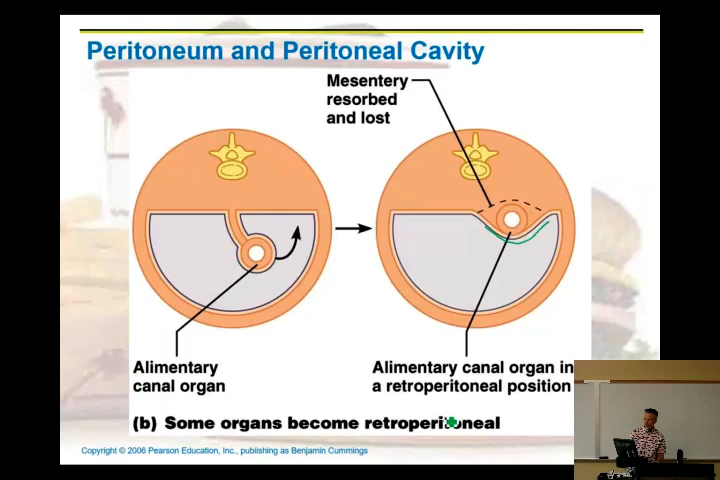 Peritoneum and Peritoneal Cavity
Mesentery
resorbed
and lost
Alimentary
canal organ
Alimentary canal organ in
a retroperitoneal position
(b) Some organs become retroperitoneal
Copyright © 2006 Pearson Education, Inc., publishing as Benjamin Cummings